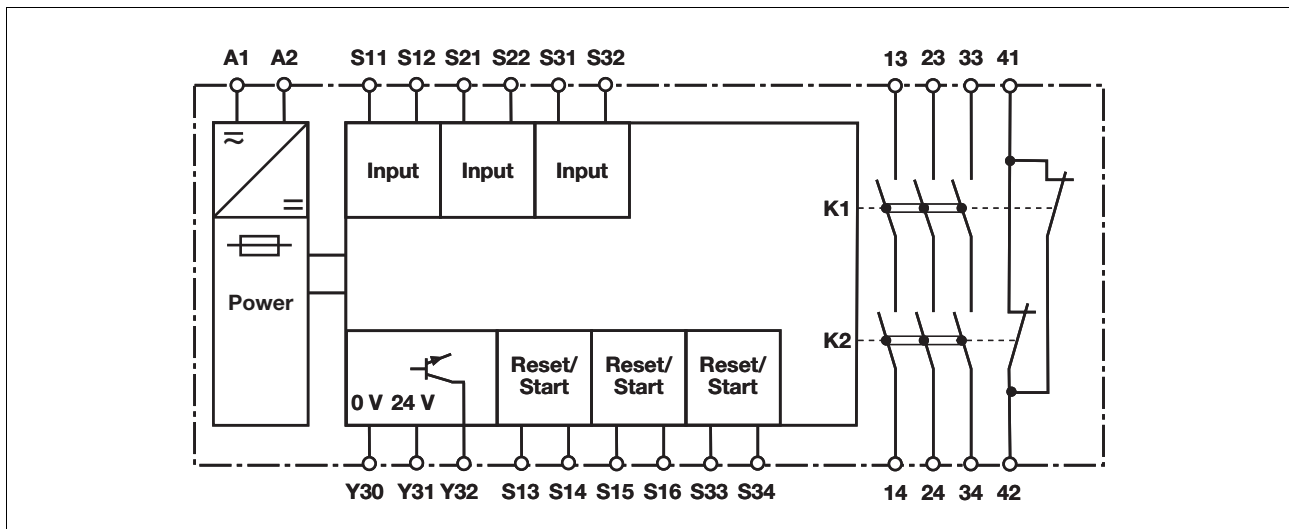 A1 A2 S11 S12 S21 S22 S31 S32 13 23 33 41
Input Input Input
K1
Power
K2
Reset/ Reset/ Reset/
Start Start Start
0 V 24 V
Y30 Y31 Y32 S13 S14 S15 S16 S33 S34 14 24 34 42